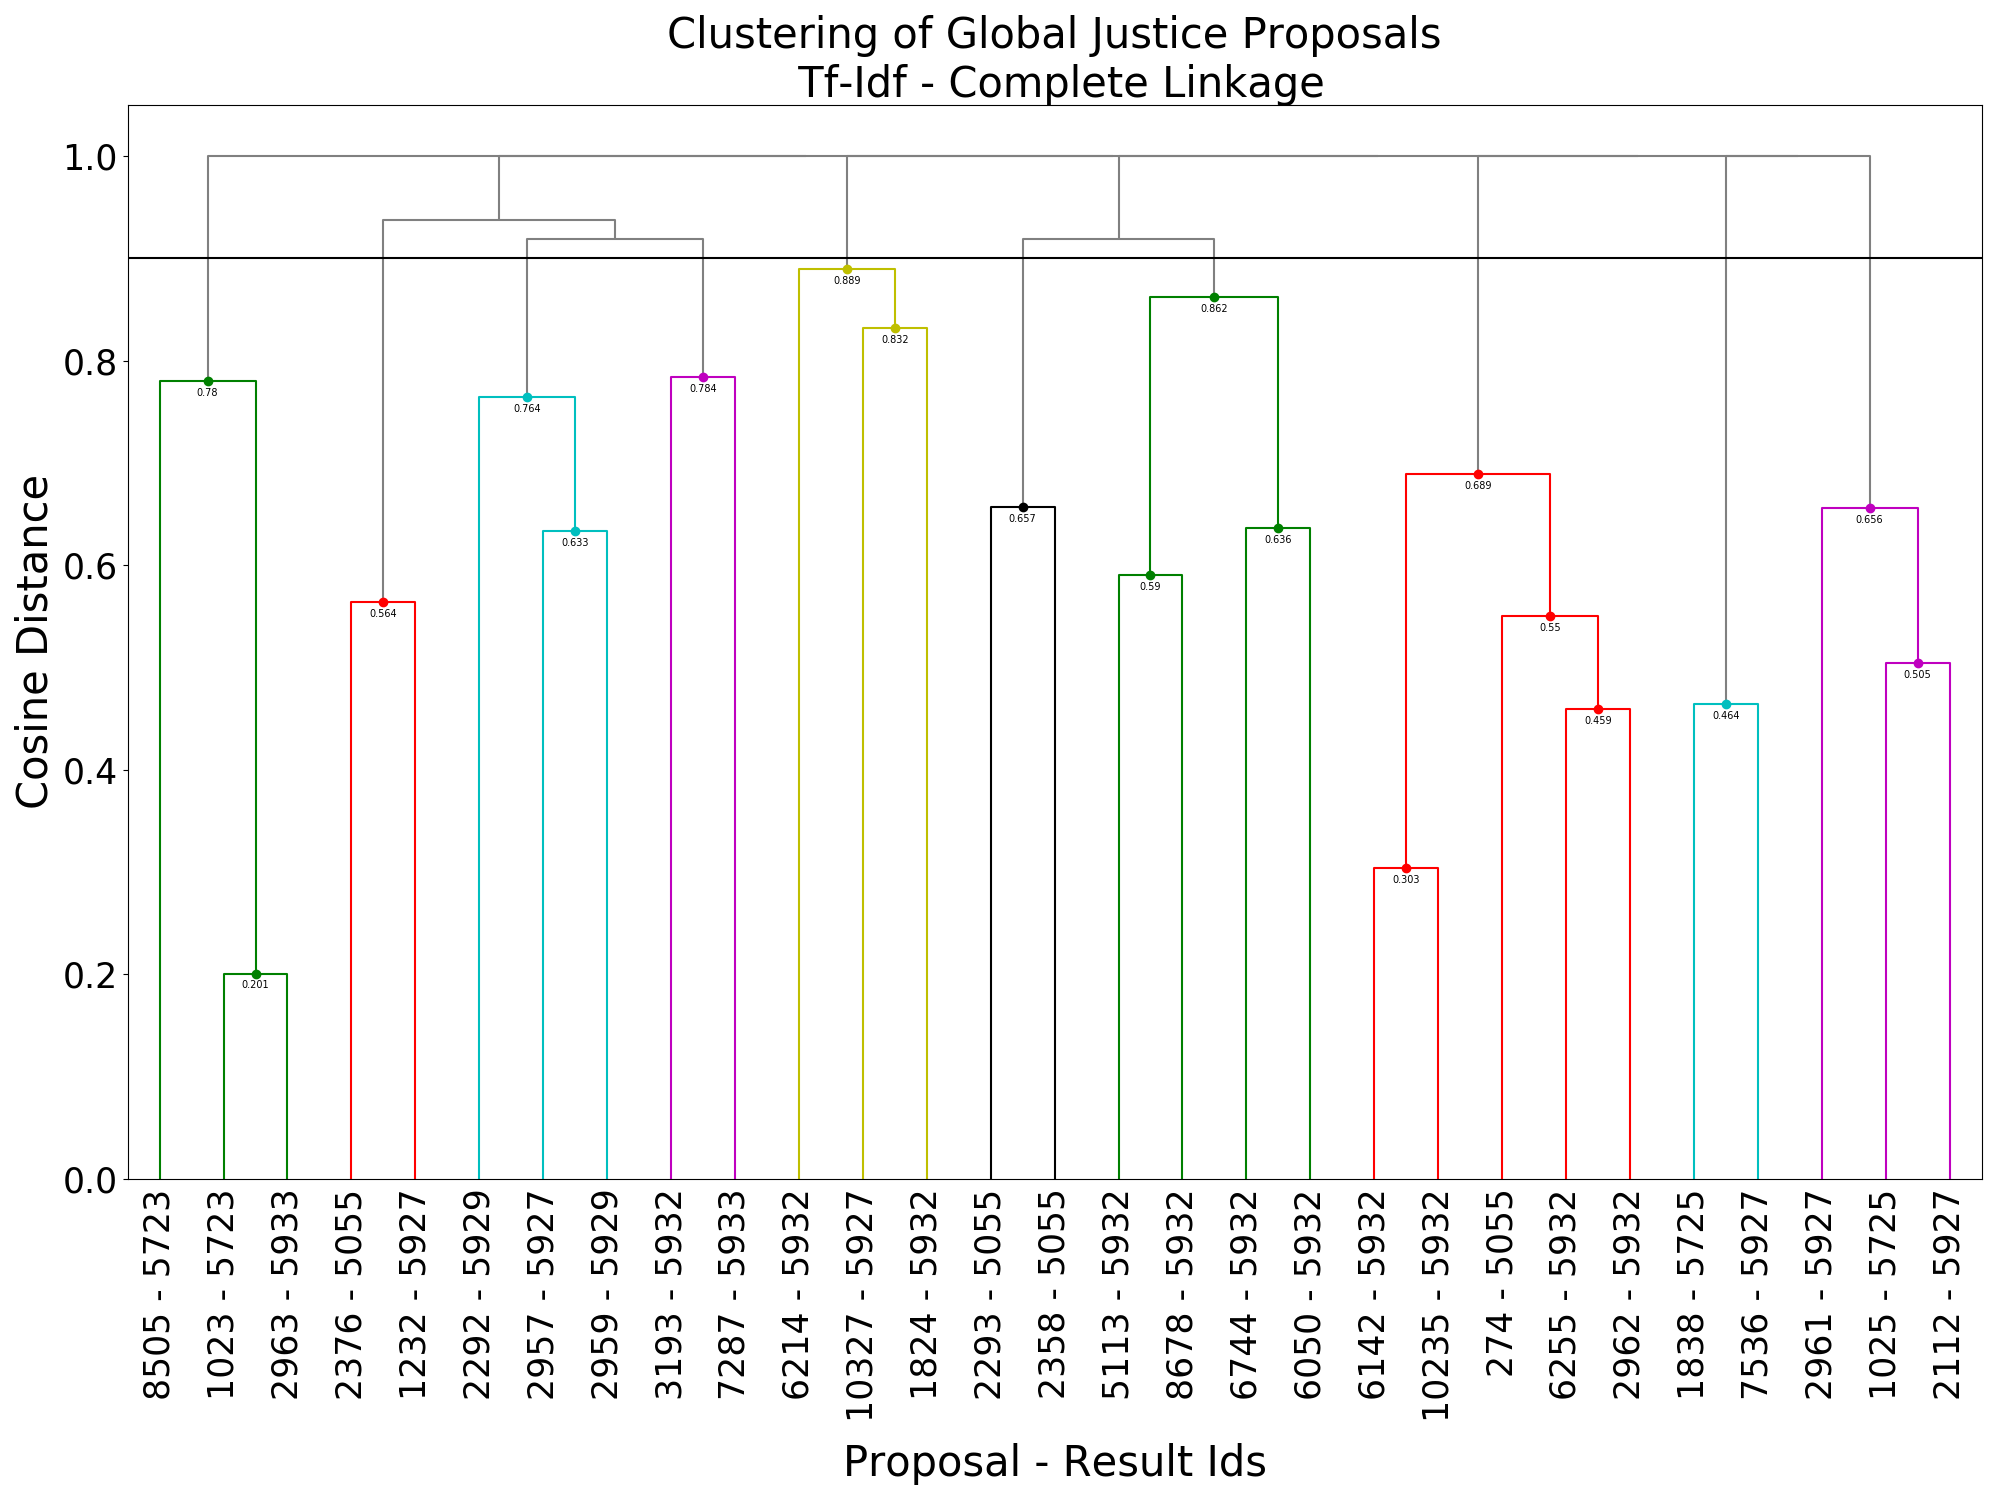 Clustering of Global Justice Proposals
Tf-Idf - Complete Linkage
Cosine Distance
1.0
0.8
0.6
0.4
0.2
0.0
0.889
0.862
0.832
0.78
0.784
0.764
0.689
0.657
0.656
0.636
0.633
0.59
0.564
0.55
0.505
0.464
0.459
0.303
0.201
8505 - 5723
1023 - 5723
2963 - 5933
2376 - 5055
1232 - 5927
2292 - 5929
2957 - 5927
2959 - 5929
3193 - 5932
7287 - 5933
6214 - 5932
10327 - 5927
1824 - 5932
2293 - 5055
2358 - 5055
5113 - 5932
8678 - 5932
6744 - 5932
6050 - 5932
6142 - 5932
10235 - 5932
274 - 5055
6255 - 5932
2962 - 5932
1838 - 5725
7536 - 5927
2961 - 5927
1025 - 5725
2112 - 5927
Proposal - Result Ids